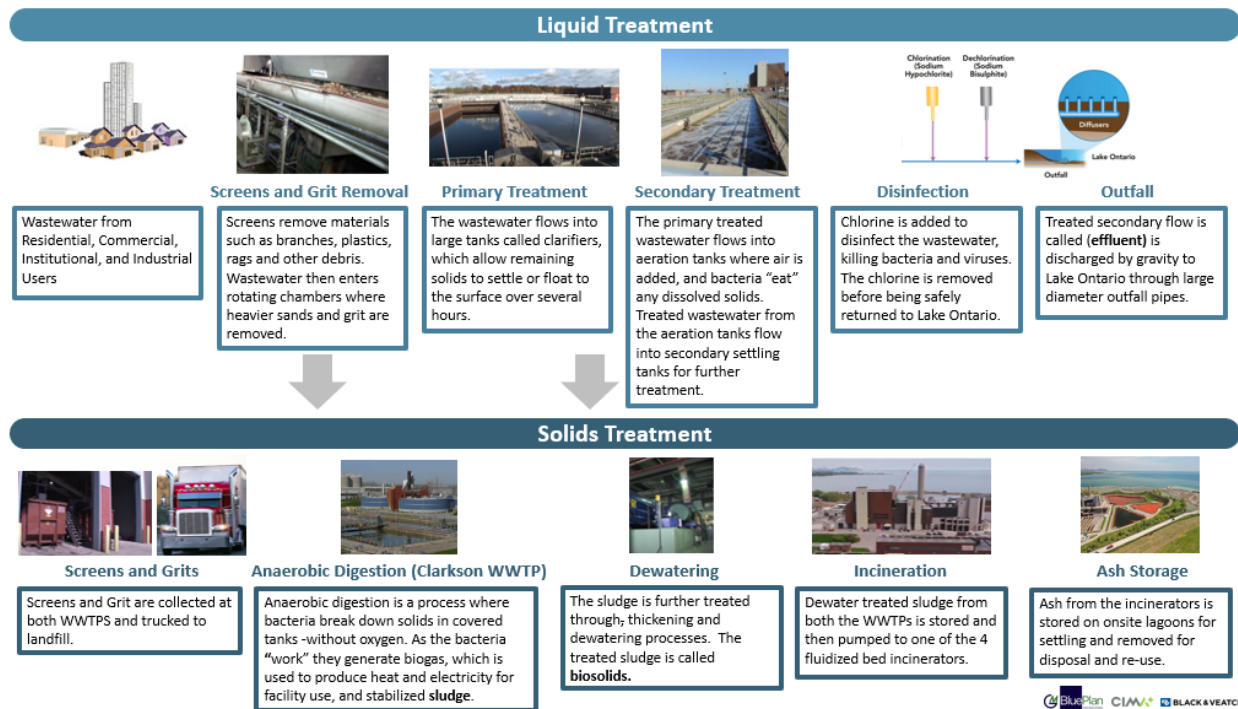 Liquid Treatment
Chlorination
(Sodium
Hypochlorite)
Dechlorination
(Sodium
Bisulphite)
Diffusers
Lake Ontario
Outfall
Wastewater from
Residential, Commercial,
Institutional, and Industrial
Users
Screens and Grit Removal
Screens remove materials
such as branches, plastics,
rags and other debris.
Wastewater then enters
rotating chambers where
heavier sands and grit are
removed.
Primary Treatment
The wastewater flows into
large tanks called clarifiers,
which allow remaining
solids to settle or float to
the surface over several
hours.
Secondary Treatment
The primary treated
wastewater flows into
aeration tanks where air is
added, and bacteria “eat”
any dissolved solids.
Treated wastewater from
the aeration tanks flow
into secondary settling
tanks for further
treatment.
Disinfection
Chlorine is added to
disinfect the wastewater,
killing bacteria and viruses.
The chlorine is removed
before being safely
returned to Lake Ontario.
Outfall
Treated secondary flow is
called (effluent) is
discharged by gravity to
Lake Ontario through large
diameter outfall pipes.
Solids Treatment
Screens and Grits
Screens and Grit are collected at
both WWTPS and trucked to
landfill.
Anaerobic Digestion (Clarkson WWTP)
Anaerobic digestion is a process where
bacteria break down solids in covered
tanks -without oxygen. As the bacteria
“work” they generate biogas, which is
used to produce heat and electricity for
facility use, and stabilized sludge.
Dewatering
The sludge is further treated
through, thickening and
dewatering processes. The
treated sludge is called
biosolids.
Incineration
Dewater treated sludge from
both the WWTPs is stored and
then pumped to one of the 4
fluidized bed incinerators.
Ash Storage
Ash from the incinerators is
stored on onsite lagoons for
settling and removed for
disposal and re-use.
BluePlan
CIMA+
BLACK & VEATC